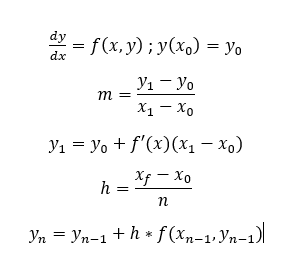 dy/dx = f(x, y) ; y(x₀) = y₀
m = (y₁ − y₀)/(x₁ − x₀)
y₁ = y₀ + f′(x)(x₁ − x₀)
h = (x_f − x₀)/n
yₙ = yₙ₋₁ + h * f(xₙ₋₁, yₙ₋₁)